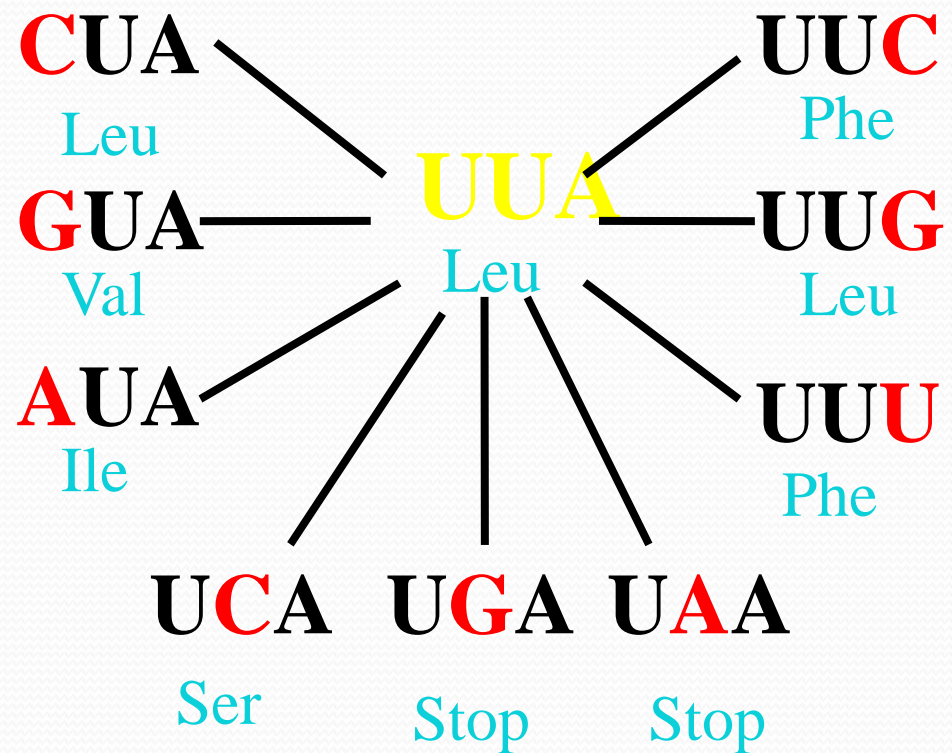 CUA
Leu
GUA
Val
AUA
Ile
UUA
Leu
UUC
Phe
UUG
Leu
UUU
Phe
UCA UGA UAA
Ser Stop Stop